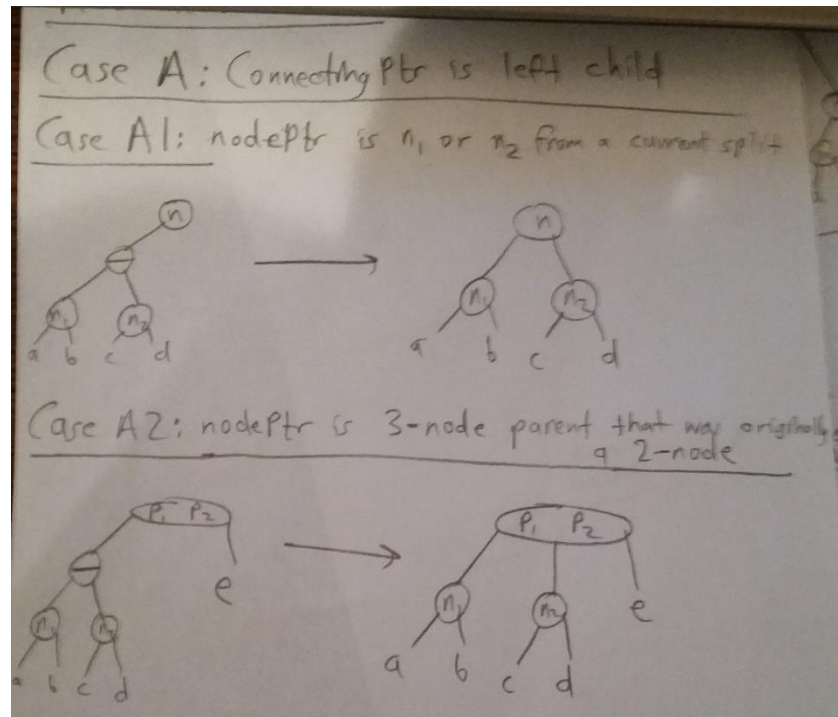 Case A: Connecting Ptr is left child
Case A1: nodePtr is n₁ or n₂ from a current split
n n
n₁ n₂ n₁ n₂
a b c d a b c d
Case A2: nodePtr is 3-node parent that was originally
a 2-node
P₁ P₂ P₁ P₂
e e
n₁ n₂ n₁ n₂
a b c d a b c d